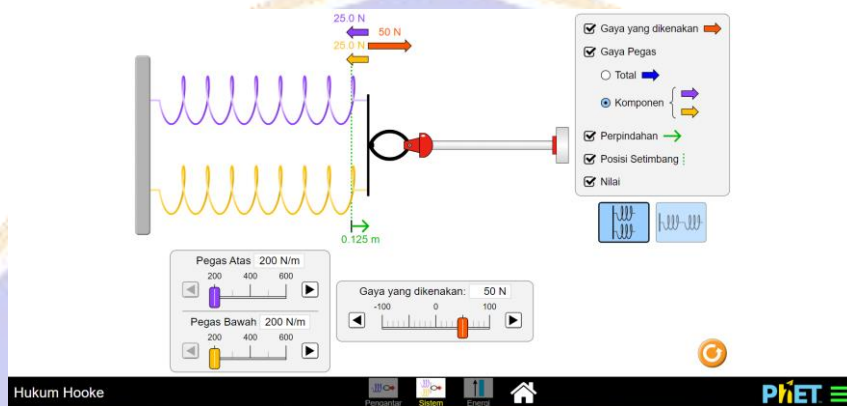 25.0 N
50 N
25.0 N
0.125 m
Gaya yang dikenakan
Gaya Pegas
Total
Komponen
Perpindahan
Posisi Setimbang
Nilai
Pegas Atas 200 N/m
200 400 600
Pegas Bawah 200 N/m
200 400 600
Gaya yang dikenakan: 50 N
-100 0 100
Hukum Hooke
Pengantar
Sistem
Energi
PhET